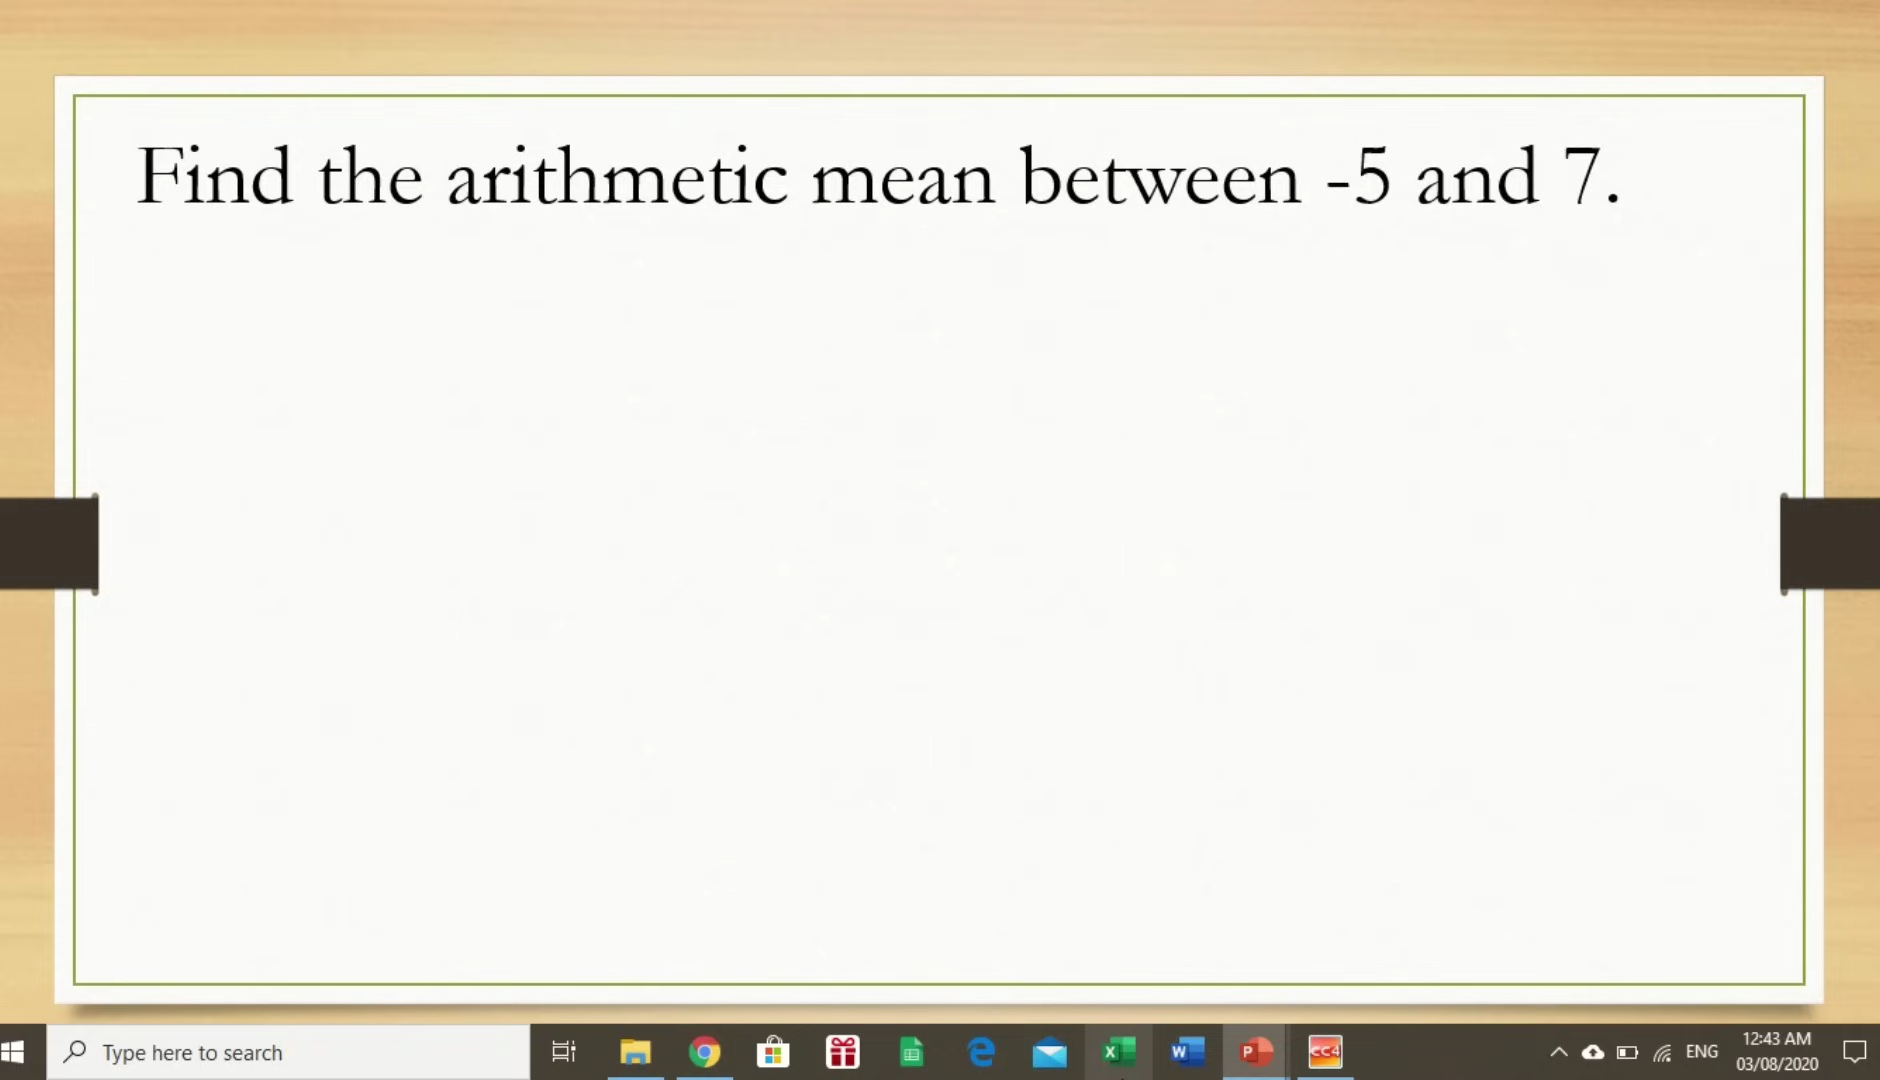 Find the arithmetic mean between -5 and 7.
Type here to search
X
W
P
CC4
ENG
12:43 AM
03/08/2020